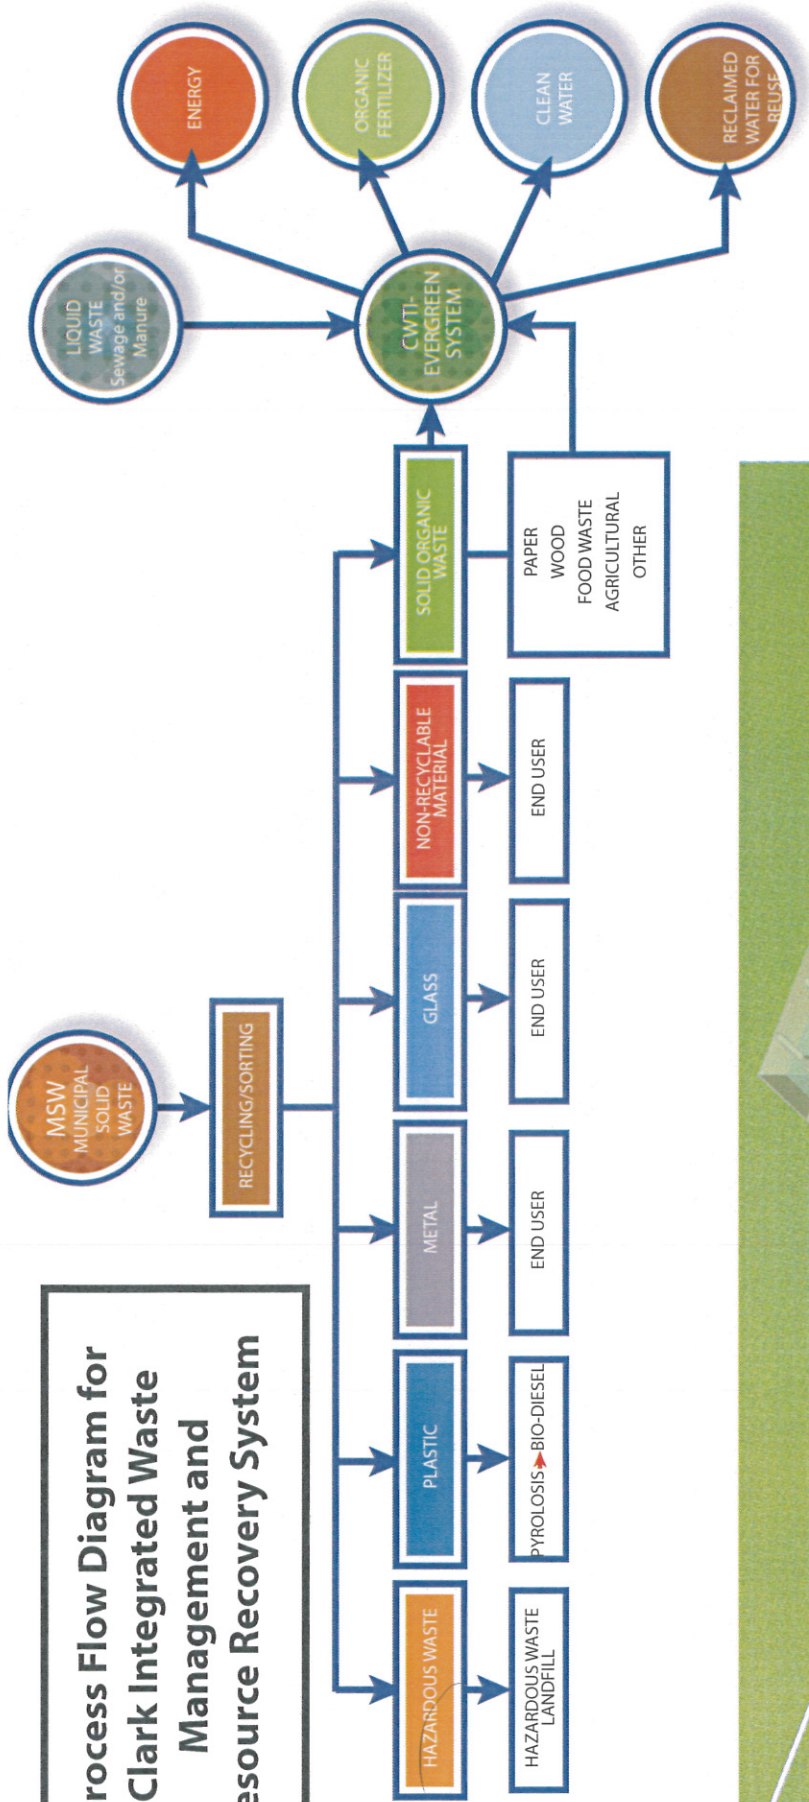 rocess Flow Diagram for
Clark Integrated Waste
Management and
esource Recovery System
MSW
MUNICIPAL
SOLID
WASTE
RECYCLING/SORTING
LIQUID
WASTE
Sewage and/or
Manure
HAZARDOUS WASTE
PLASTIC
METAL
GLASS
NON-RECYCLABLE
MATERIAL
SOLID ORGANIC
WASTE
HAZARDOUS WASTE
LANDFILL
PYROLOSIS BIO-DIESEL
END USER
END USER
END USER
PAPER
WOOD
FOOD WASTE
AGRICULTURAL
OTHER
CWTI-
EVERGREEN
SYSTEM
ENERGY
ORGANIC
FERTILIZER
CLEAN
WATER
RECLAIMED
WATER FOR
REUSE